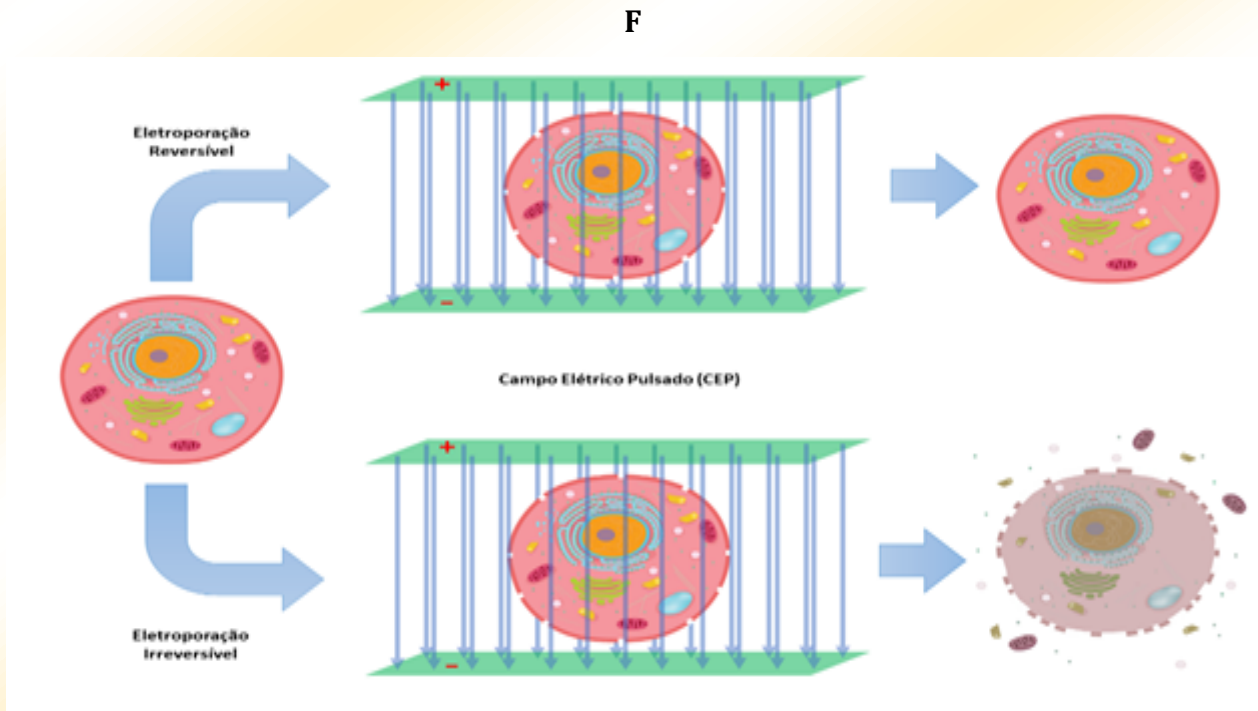 F
Eletroporação
Reversível
+
−
Campo Elétrico Pulsado (CEP)
+
−
Eletroporação
Irreversível